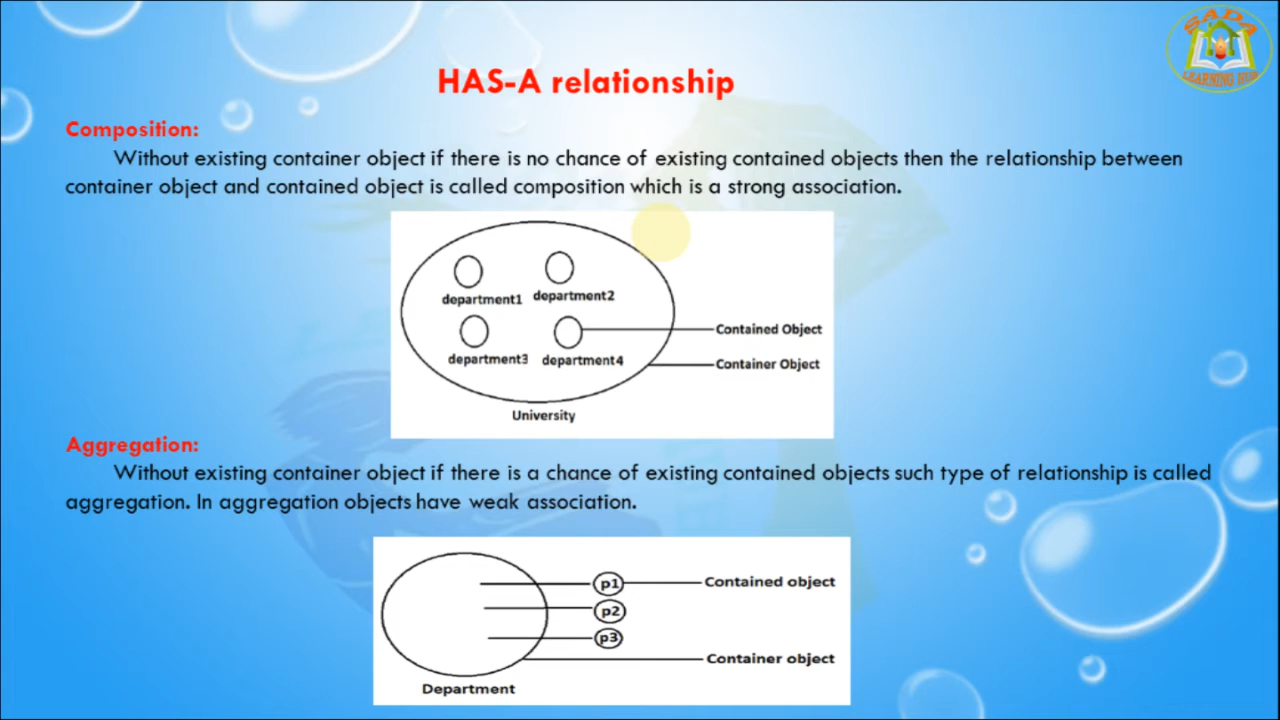 SADA
LEARNING HUB
HAS-A relationship
Composition:
Without existing container object if there is no chance of existing contained objects then the relationship between
container object and contained object is called composition which is a strong association.
department1 department2
department3 department4
Contained Object
Container Object
University
Aggregation:
Without existing container object if there is a chance of existing contained objects such type of relationship is called
aggregation. In aggregation objects have weak association.
p1 Contained object
p2
p3
Container object
Department